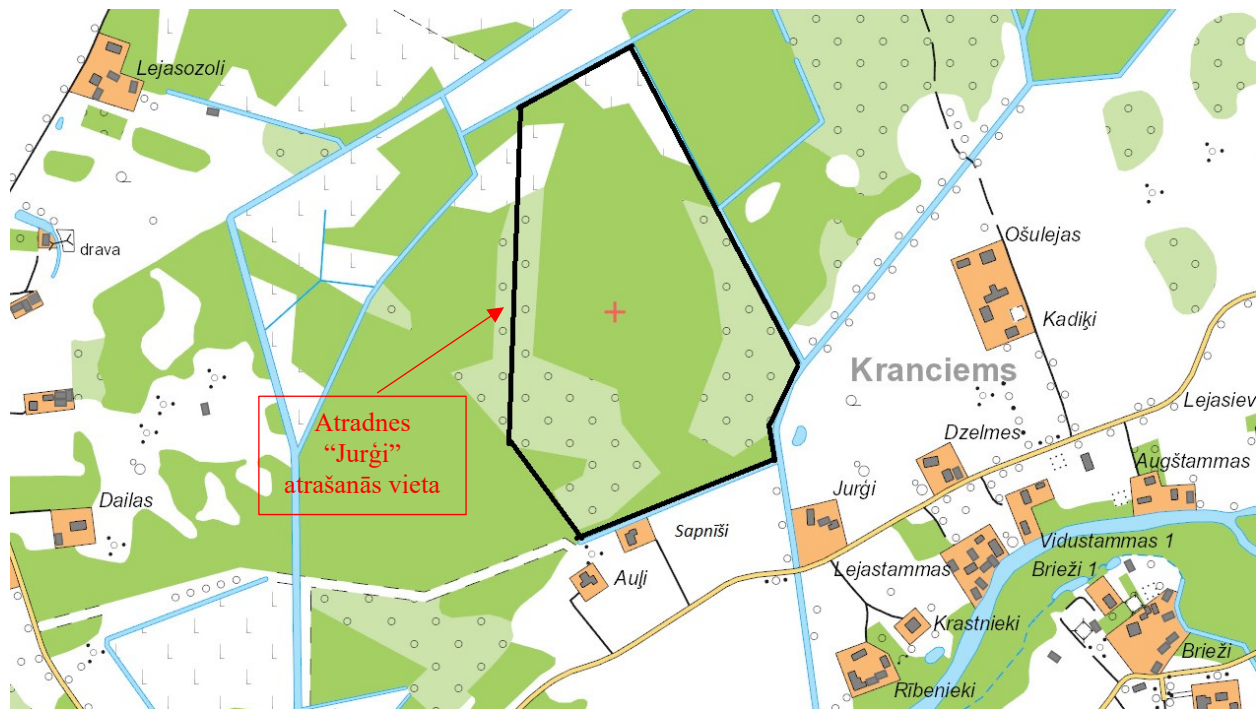 Lejasozoli
drava
Ošulejas
Kadiķi
Kranciems
Lejasiev
Atradnes
“Jurģi”
atrašanās vieta
Dzelmes
Augštammas
Dailas
Jurģi
Sapnīši
Vidustammas 1
Auļi
Lejastammas
Brieži 1
Krastnieki
Brieži
Rībenieki